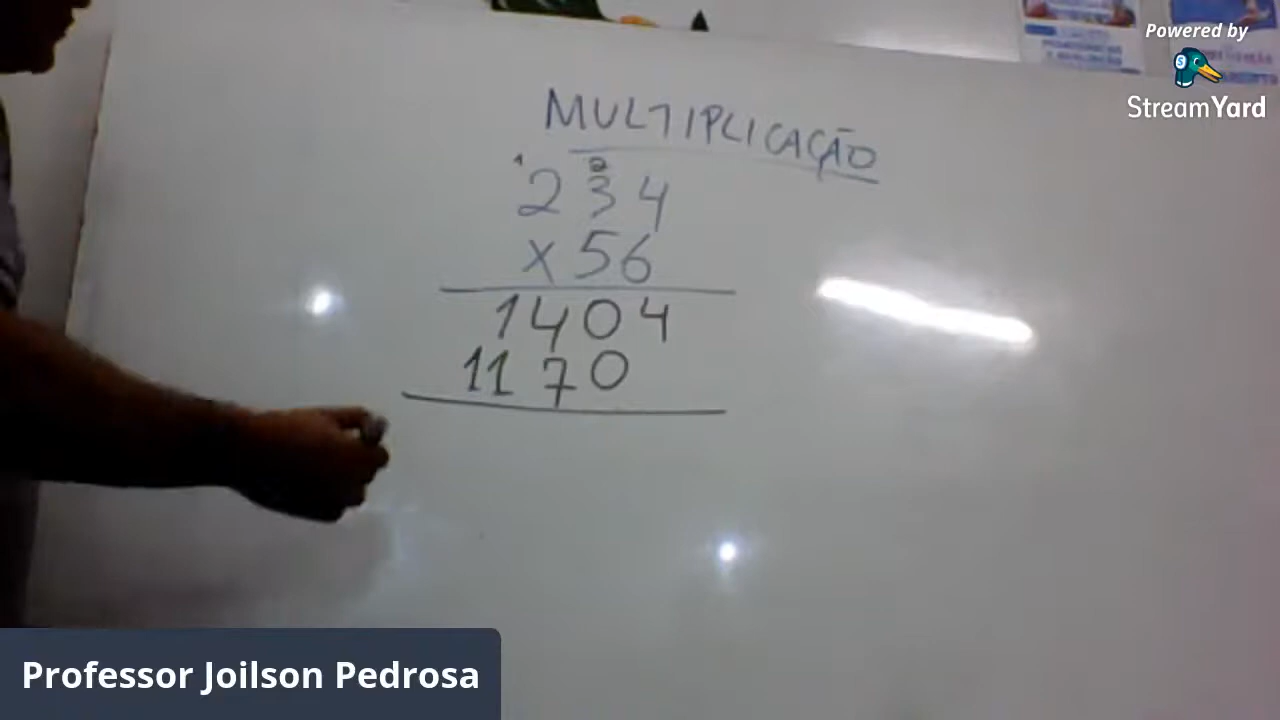 Powered by
StreamYard
MULTIPLICAÇÃO
1 2
234
x 56
1404
1170
Professor Joilson Pedrosa